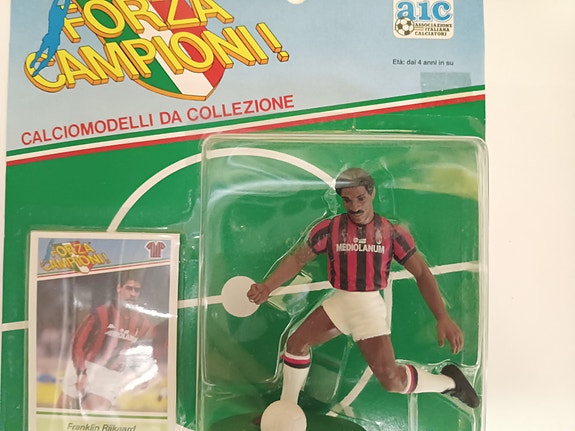 FORZA
CAMPIONI!
aic
ASSOCIAZIONE
ITALIANA
CALCIATORI
Età: dai 4 anni in su
CALCIOMODELLI DA COLLEZIONE
MEDIOLANUM
FORZA
CAMPIONI!
Franklin Rijkaard